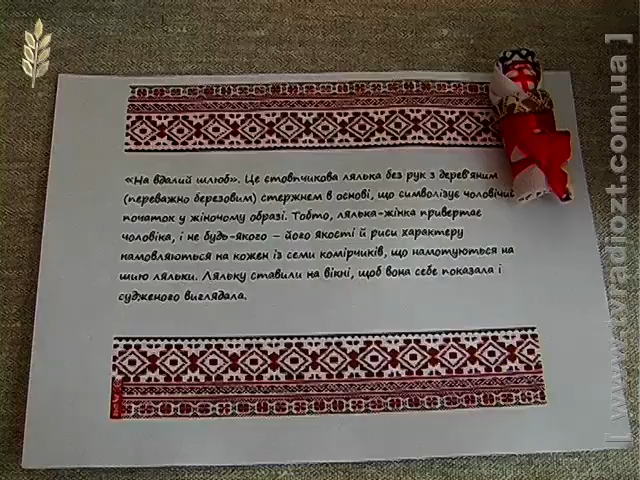 «На вдалий шлюб». Це стовпчикова лялька без рук з дерев'яним
(переважно березовим) стержнем в основі, що символізує чоловічий
початок у жіночому образі. Тобто, лялька-жінка привертає
чоловіка, і не будь-якого – його якості й риси характеру
намовляються на кожен із семи комірчиків, що намотуються на
шию ляльки. Ляльку ставили на вікні, щоб вона себе показала і
судженого виглядала.
[ www.tvradiozt.com.ua ]